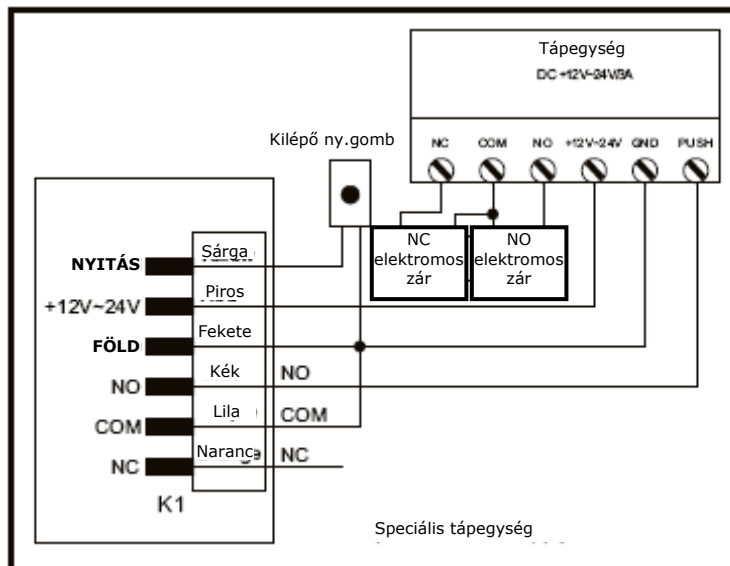 Tápegység
DC +12V~24V/3A
NC COM NO +12V~24V GND PUSH
Kilépő ny.gomb
NC elektromos zár
NO elektromos zár
NYITÁS Sárga
+12V~24V Piros
FÖLD Fekete
NO Kék NO
COM Lila COM
NC Naranc NC
K1
Speciális tápegység